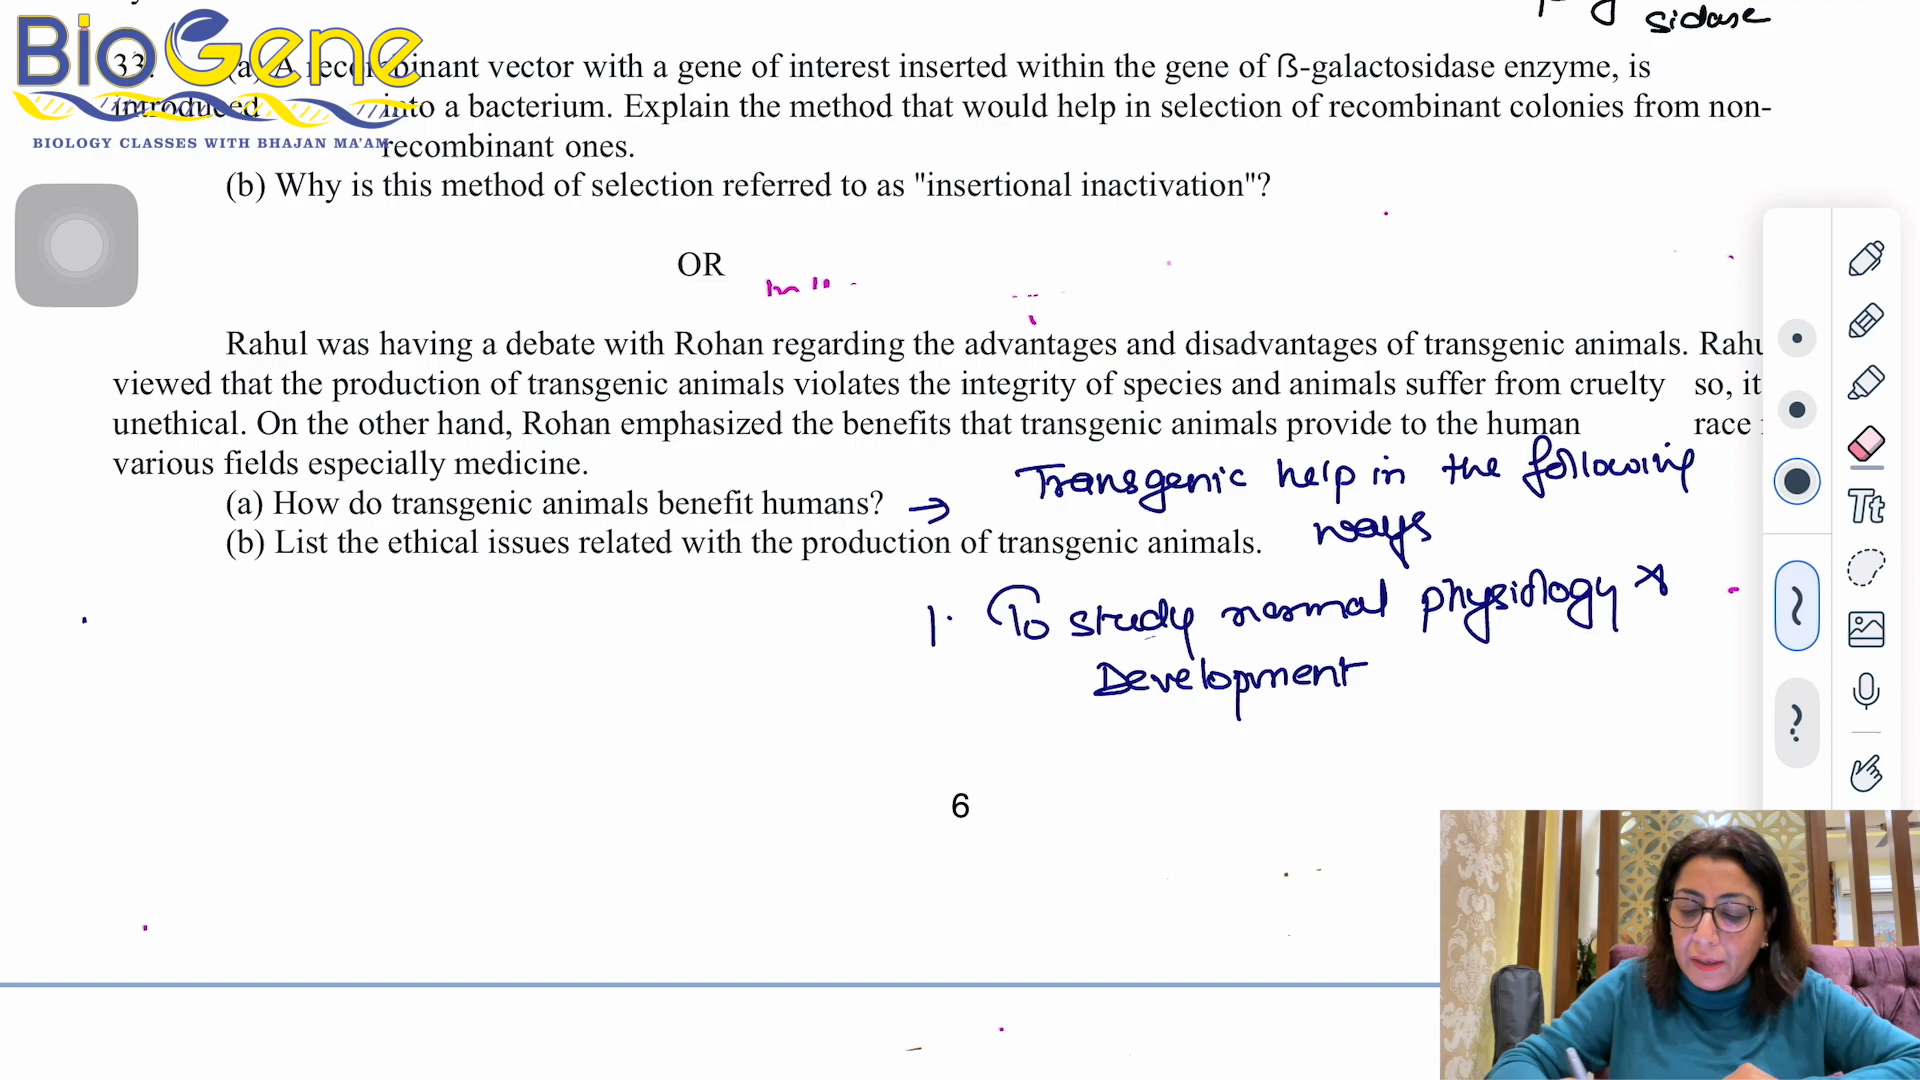 sidase
BioGene
BIOLOGY CLASSES WITH BHAJAN MA'AM
33. (a) A recombinant vector with a gene of interest inserted within the gene of ß-galactosidase enzyme, is
introduced into a bacterium. Explain the method that would help in selection of recombinant colonies from non-
recombinant ones.
(b) Why is this method of selection referred to as "insertional inactivation"?
OR
Rahul was having a debate with Rohan regarding the advantages and disadvantages of transgenic animals. Rahu
viewed that the production of transgenic animals violates the integrity of species and animals suffer from cruelty so, it
unethical. On the other hand, Rohan emphasized the benefits that transgenic animals provide to the human race
various fields especially medicine.
(a) How do transgenic animals benefit humans? → Transgenic help in the following
ways
(b) List the ethical issues related with the production of transgenic animals.
1. To study normal physiology &
Development
6
Tt